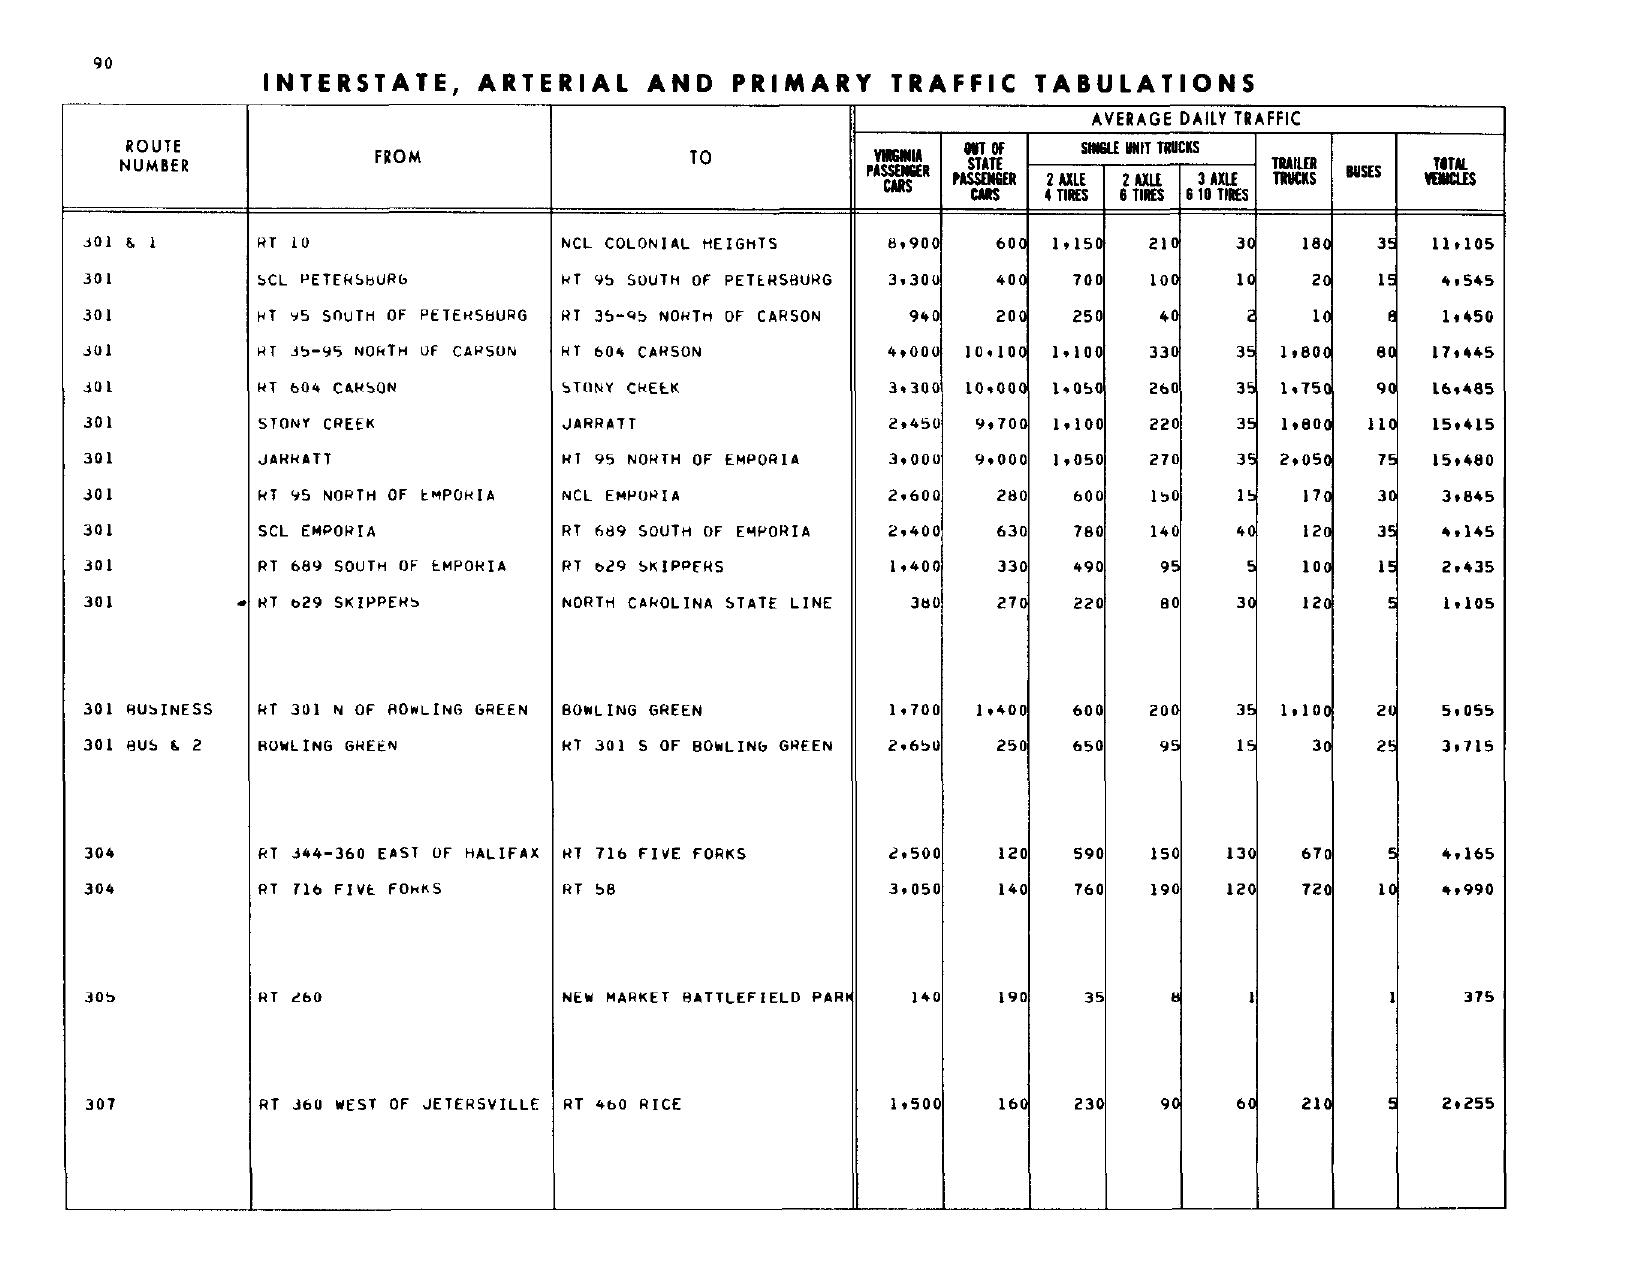 90
INTERSTATE, ARTERIAL AND PRIMARY TRAFFIC TABULATIONS
AVERAGE DAILY TRAFFIC
ROUTE NUMBER FROM TO VIRGINIA PASSENGER CARS OUT OF STATE PASSENGER CARS SINGLE UNIT TRUCKS 2 AXLE 4 TIRES 2 AXLE 6 TIRES 3 AXLE 6 10 TIRES TRAILER TRUCKS BUSES TOTAL VEHICLES
301 & 1 RT 10 NCL COLONIAL HEIGHTS 8,900 600 1,150 210 30 180 35 11,105
301 SCL PETERSBURG RT 95 SOUTH OF PETERSBURG 3,300 400 700 100 10 20 15 4,545
301 RT 95 SOUTH OF PETERSBURG RT 35-95 NORTH OF CARSON 940 200 250 40 2 10 8 1,450
301 RT 35-95 NORTH OF CARSON RT 604 CARSON 4,000 10,100 1,100 330 35 1,800 80 17,445
301 RT 604 CARSON STONY CREEK 3,300 10,000 1,050 260 35 1,750 90 16,485
301 STONY CREEK JARRATT 2,450 9,700 1,100 220 35 1,800 110 15,415
301 JARRATT RT 95 NORTH OF EMPORIA 3,000 9,000 1,050 270 35 2,050 75 15,480
301 RT 95 NORTH OF EMPORIA NCL EMPORIA 2,600 280 600 150 15 170 30 3,845
301 SCL EMPORIA RT 689 SOUTH OF EMPORIA 2,400 630 780 140 40 120 35 4,145
301 RT 689 SOUTH OF EMPORIA RT 629 SKIPPERS 1,400 330 490 95 5 100 15 2,435
301 RT 629 SKIPPERS NORTH CAROLINA STATE LINE 380 270 220 80 30 120 5 1,105
301 BUSINESS RT 301 N OF BOWLING GREEN BOWLING GREEN 1,700 1,400 600 200 35 1,100 20 5,055
301 BUS & 2 BOWLING GREEN RT 301 S OF BOWLING GREEN 2,650 250 650 95 15 30 25 3,715
304 RT 344-360 EAST OF HALIFAX RT 716 FIVE FORKS 2,500 120 590 150 130 670 5 4,165
304 RT 716 FIVE FORKS RT 58 3,050 140 760 190 120 720 10 4,990
305 RT 260 NEW MARKET BATTLEFIELD PARK 140 190 35 8 1 1 375
307 RT 360 WEST OF JETERSVILLE RT 460 RICE 1,500 160 230 90 60 210 5 2,255